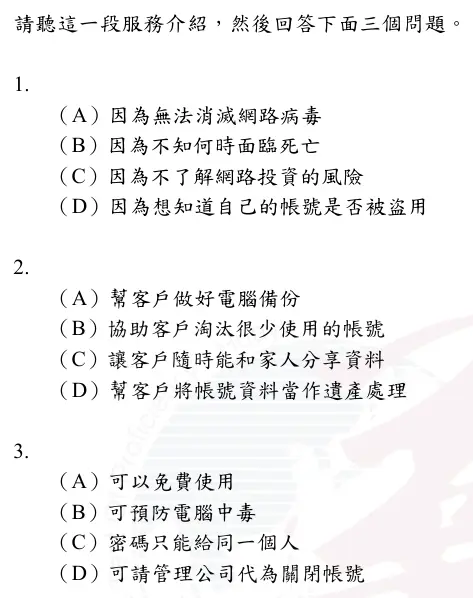 請聽這一段服務介紹，然後回答下面三個問題。
1.
（A）因為無法消滅網路病毒
（B）因為不知何時面臨死亡
（C）因為不了解網路投資的風險
（D）因為想知道自己的帳號是否被盜用
2.
（A）幫客戶做好電腦備份
（B）協助客戶淘汰很少使用的帳號
（C）讓客戶隨時能和家人分享資料
（D）幫客戶將帳號資料當作遺產處理
3.
（A）可以免費使用
（B）可預防電腦中毒
（C）密碼只能給同一個人
（D）可請管理公司代為關閉帳號